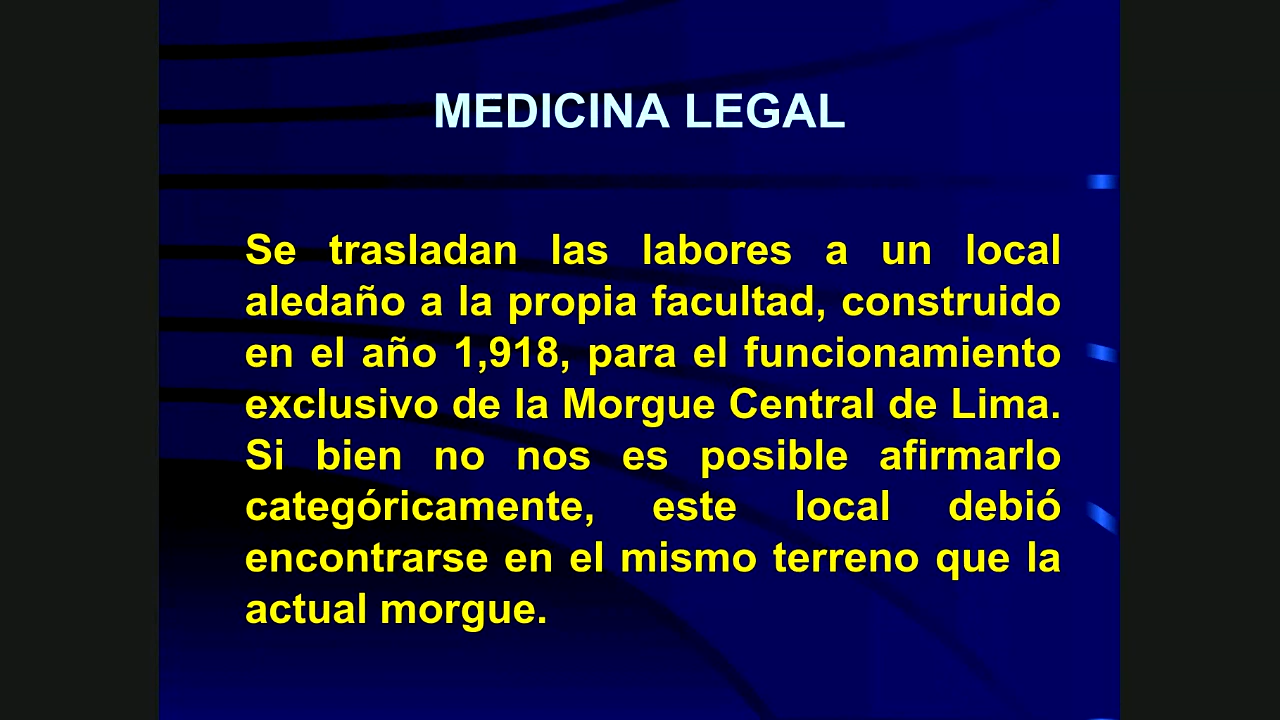 MEDICINA LEGAL
Se trasladan las labores a un local
aledaño a la propia facultad, construido
en el año 1,918, para el funcionamiento
exclusivo de la Morgue Central de Lima.
Si bien no nos es posible afirmarlo
categóricamente, este local debió
encontrarse en el mismo terreno que la
actual morgue.